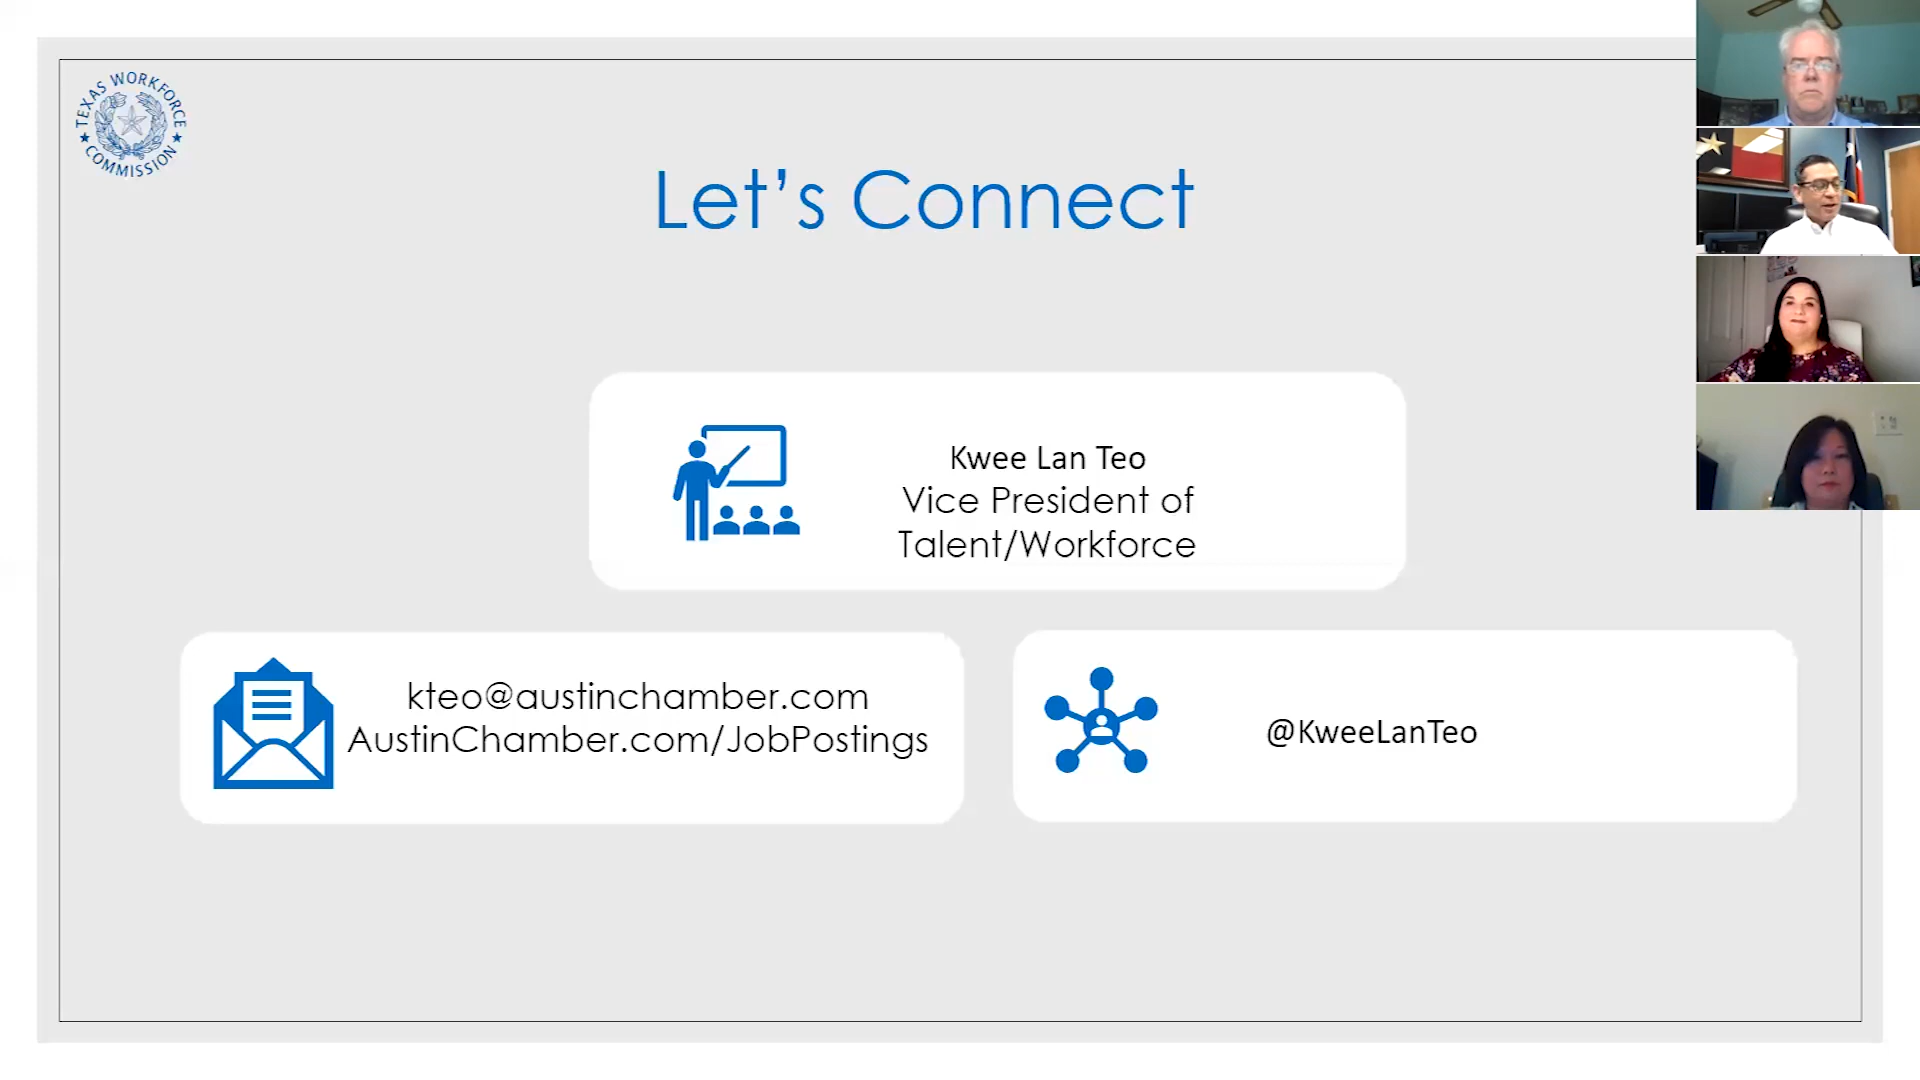 TEXAS WORKFORCE
COMMISSION
Let’s Connect
Kwee Lan Teo
Vice President of
Talent/Workforce
kteo@austinchamber.com
AustinChamber.com/JobPostings
@KweeLanTeo